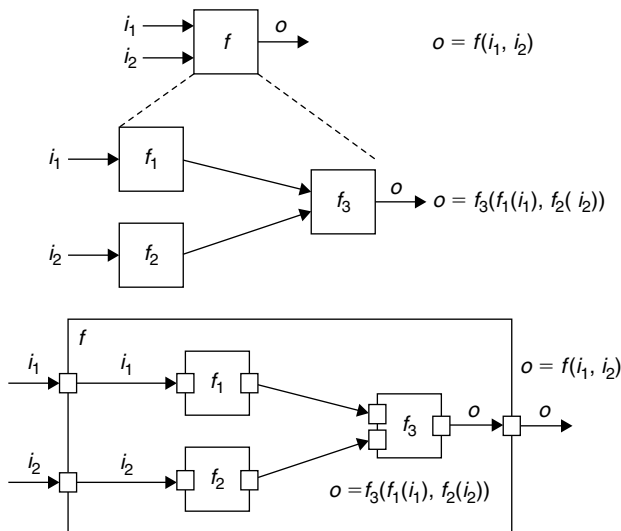 i₁
i₂
f
o
o = f(i₁, i₂)
i₁
f₁
i₂
f₂
f₃
o
o = f₃(f₁(i₁), f₂( i₂))
f
i₁
i₁
f₁
i₂
i₂
f₂
f₃
o
o
o = f(i₁, i₂)
o =f₃(f₁(i₁), f₂(i₂))